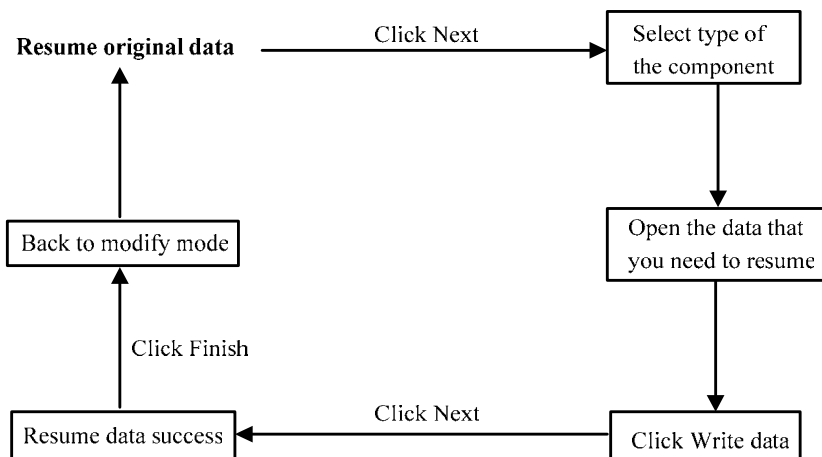 Resume original data
Click Next
Select type of
the component
Back to modify mode
Open the data that
you need to resume
Click Finish
Click Next
Resume data success
Click Write data